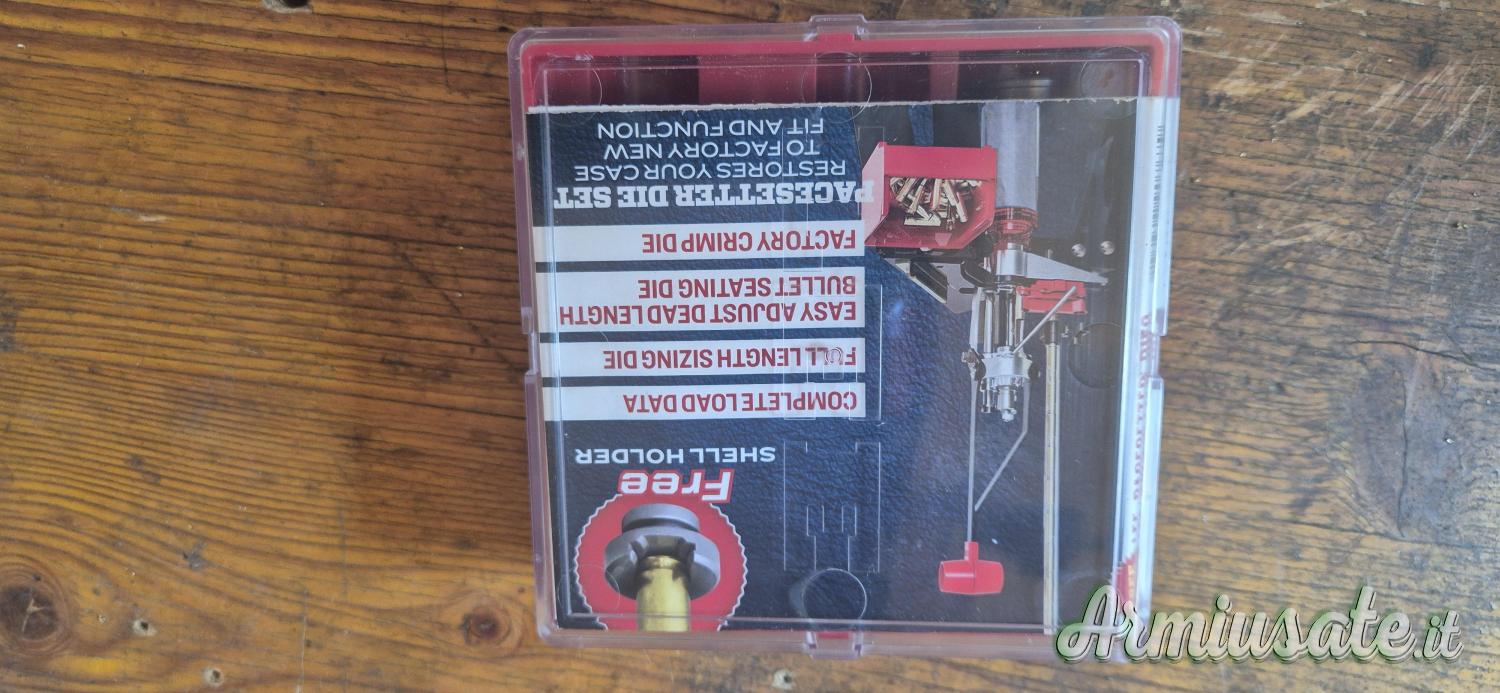 PACESETTER DIE SET
RESTORES YOUR CASE
TO FACTORY NEW
FIT AND FUNCTION
FACTORY CRIMP DIE
EASY ADJUST DEAD LENGTH
BULLET SEATING DIE
FULL LENGTH SIZING DIE
COMPLETE LOAD DATA
Free
SHELL HOLDER
LEE
Armiusate.it